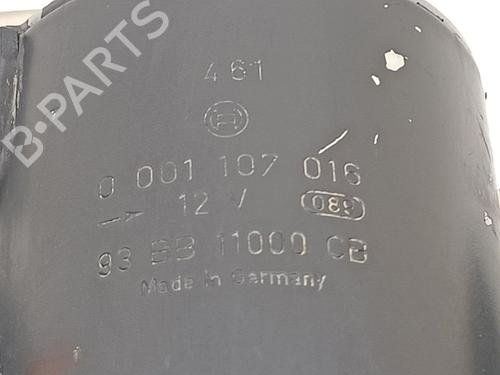 B-PARTS
461
0 001 107 016
12 V 089
93 BB 11000 CB
Made in Germany